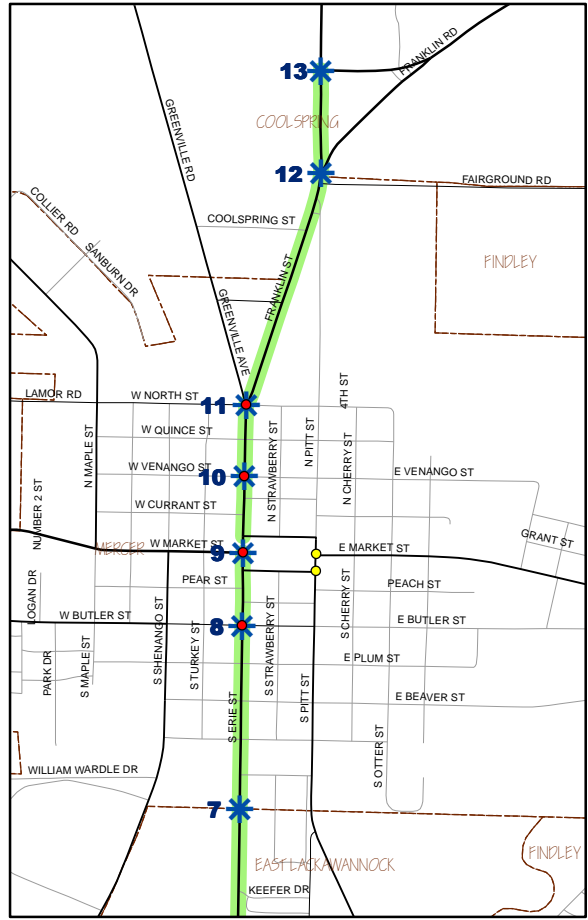 13
FRANKLIN RD
GREENVILLE RD
COOLSPRING
12
FAIRGROUND RD
COLLIER RD
COOLSPRING ST
SANBURN DR
FINDLEY
FRANKLIN ST
GREENVILLE AVE
4TH ST
LAMOR RD
W NORTH ST
11
W QUINCE ST
N STRAWBERRY ST
N PITT ST
N CHERRY ST
N MAPLE ST
W VENANGO ST
10
E VENANGO ST
NUMBER 2 ST
W CURRANT ST
GRANT ST
MERCER
W MARKET ST
9
E MARKET ST
LOGAN DR
PEAR ST
PEACH ST
W BUTLER ST
8
E BUTLER ST
S CHERRY ST
PARK DR
S MAPLE ST
S SHENANGO ST
S TURKEY ST
S STRAWBERRY ST
E PLUM ST
S ERIE ST
S PITT ST
E BEAVER ST
S OTTER ST
WILLIAM WARDLE DR
7
EAST LACKAWANNOCK
FINDLEY
KEEFER DR